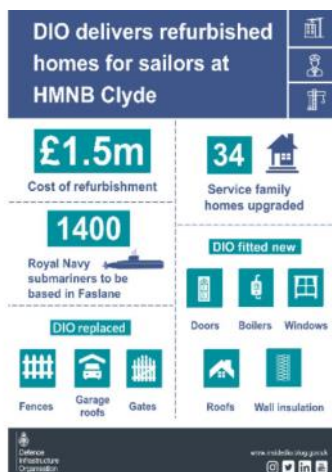 DIO delivers refurbished
homes for sailors at
HMNB Clyde
£1.5m
Cost of refurbishment
34
Service family
homes upgraded
1400
Royal Navy
submariners to be
based in Faslane
DIO fitted new
Doors
Boilers
Windows
Roofs
Wall insulation
DIO replaced
Fences
Garage
roofs
Gates
Defence
Infrastructure
Organisation